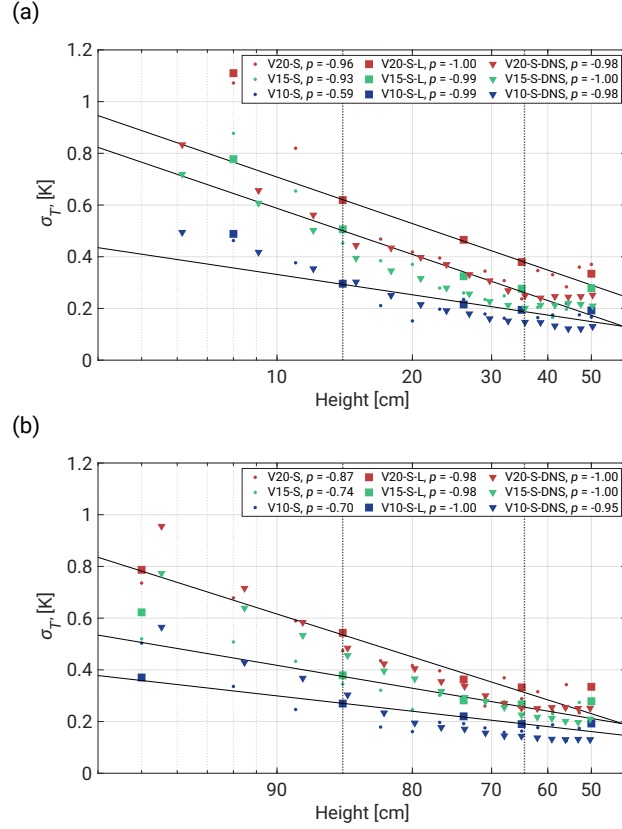 (a)
V20-S, p = -0.96 V20-S-L, p = -1.00 V20-S-DNS, p = -0.98
V15-S, p = -0.93 V15-S-L, p = -0.99 V15-S-DNS, p = -1.00
V10-S, p = -0.59 V10-S-L, p = -0.99 V10-S-DNS, p = -0.98
1.2
1
0.8
0.6
0.4
0.2
0
σT', [K]
10 20 30 40 50
Height [cm]
(b)
V20-S, p = -0.87 V20-S-L, p = -0.98 V20-S-DNS, p = -1.00
V15-S, p = -0.74 V15-S-L, p = -0.98 V15-S-DNS, p = -1.00
V10-S, p = -0.70 V10-S-L, p = -1.00 V10-S-DNS, p = -0.95
1.2
1
0.8
0.6
0.4
0.2
0
σT', [K]
90 80 70 60 50
Height [cm]